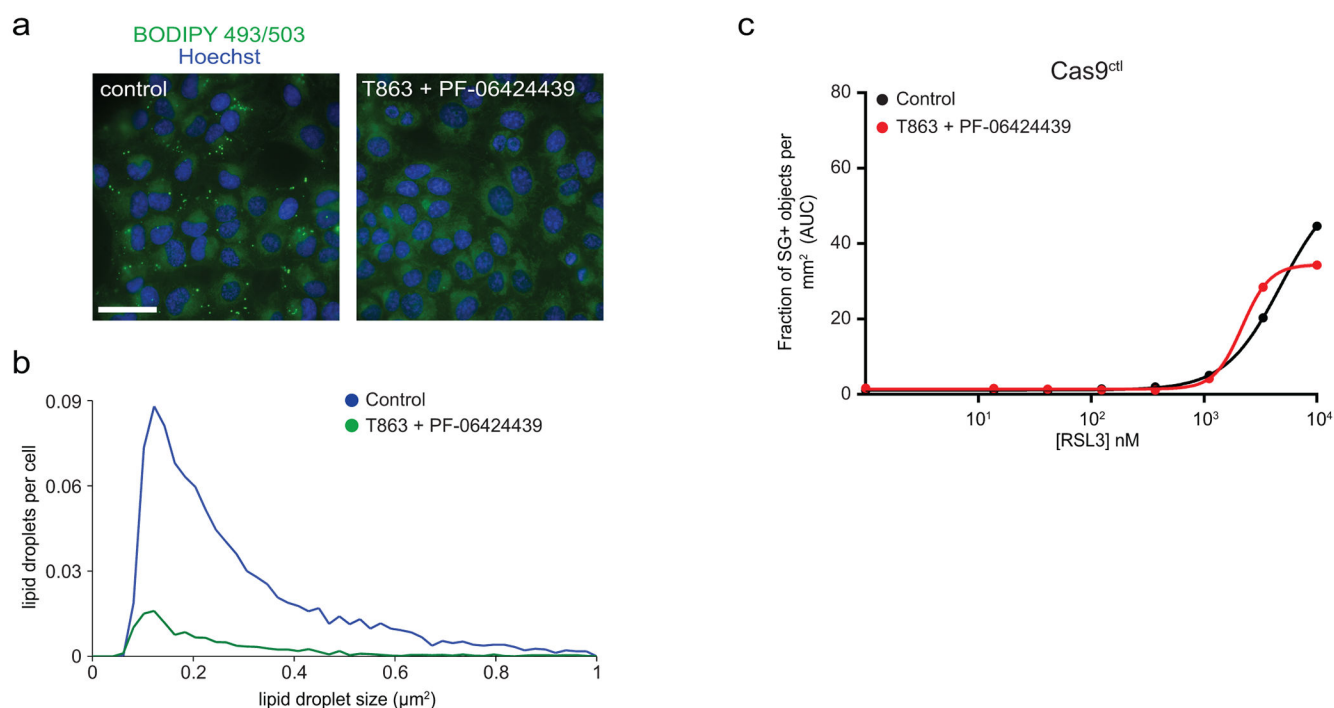 a
BODIPY 493/503
Hoechst
control
T863 + PF-06424439
b
Control
T863 + PF-06424439
0.09
0.06
0.03
0
lipid droplets per cell
0
0.2
0.4
0.6
0.8
1
lipid droplet size (µm²)
c
Cas9ᶜᵗˡ
Control
T863 + PF-06424439
80
60
40
20
0
Fraction of SG+ objects per
mm² (AUC)
10¹
10²
10³
10⁴
[RSL3] nM